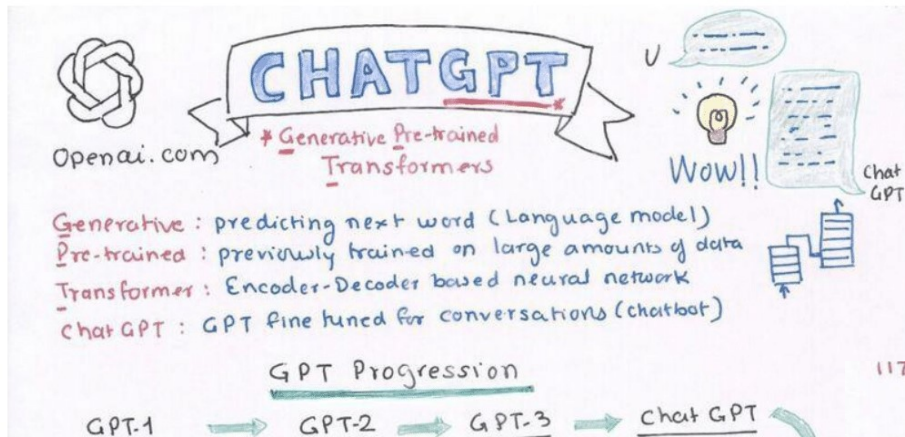 CHATGPT*
* Generative Pre-trained
Transformers
Openai.com
U
Wow!!
Chat
GPT
Generative : predicting next word (Language model)
Pre-trained : previously trained on large amounts of data
Transformer : Encoder-Decoder based neural network
Chat GPT : GPT fine tuned for conversations (chatbot)
GPT Progression
117
GPT-1 → GPT-2 → GPT-3 → Chat GPT